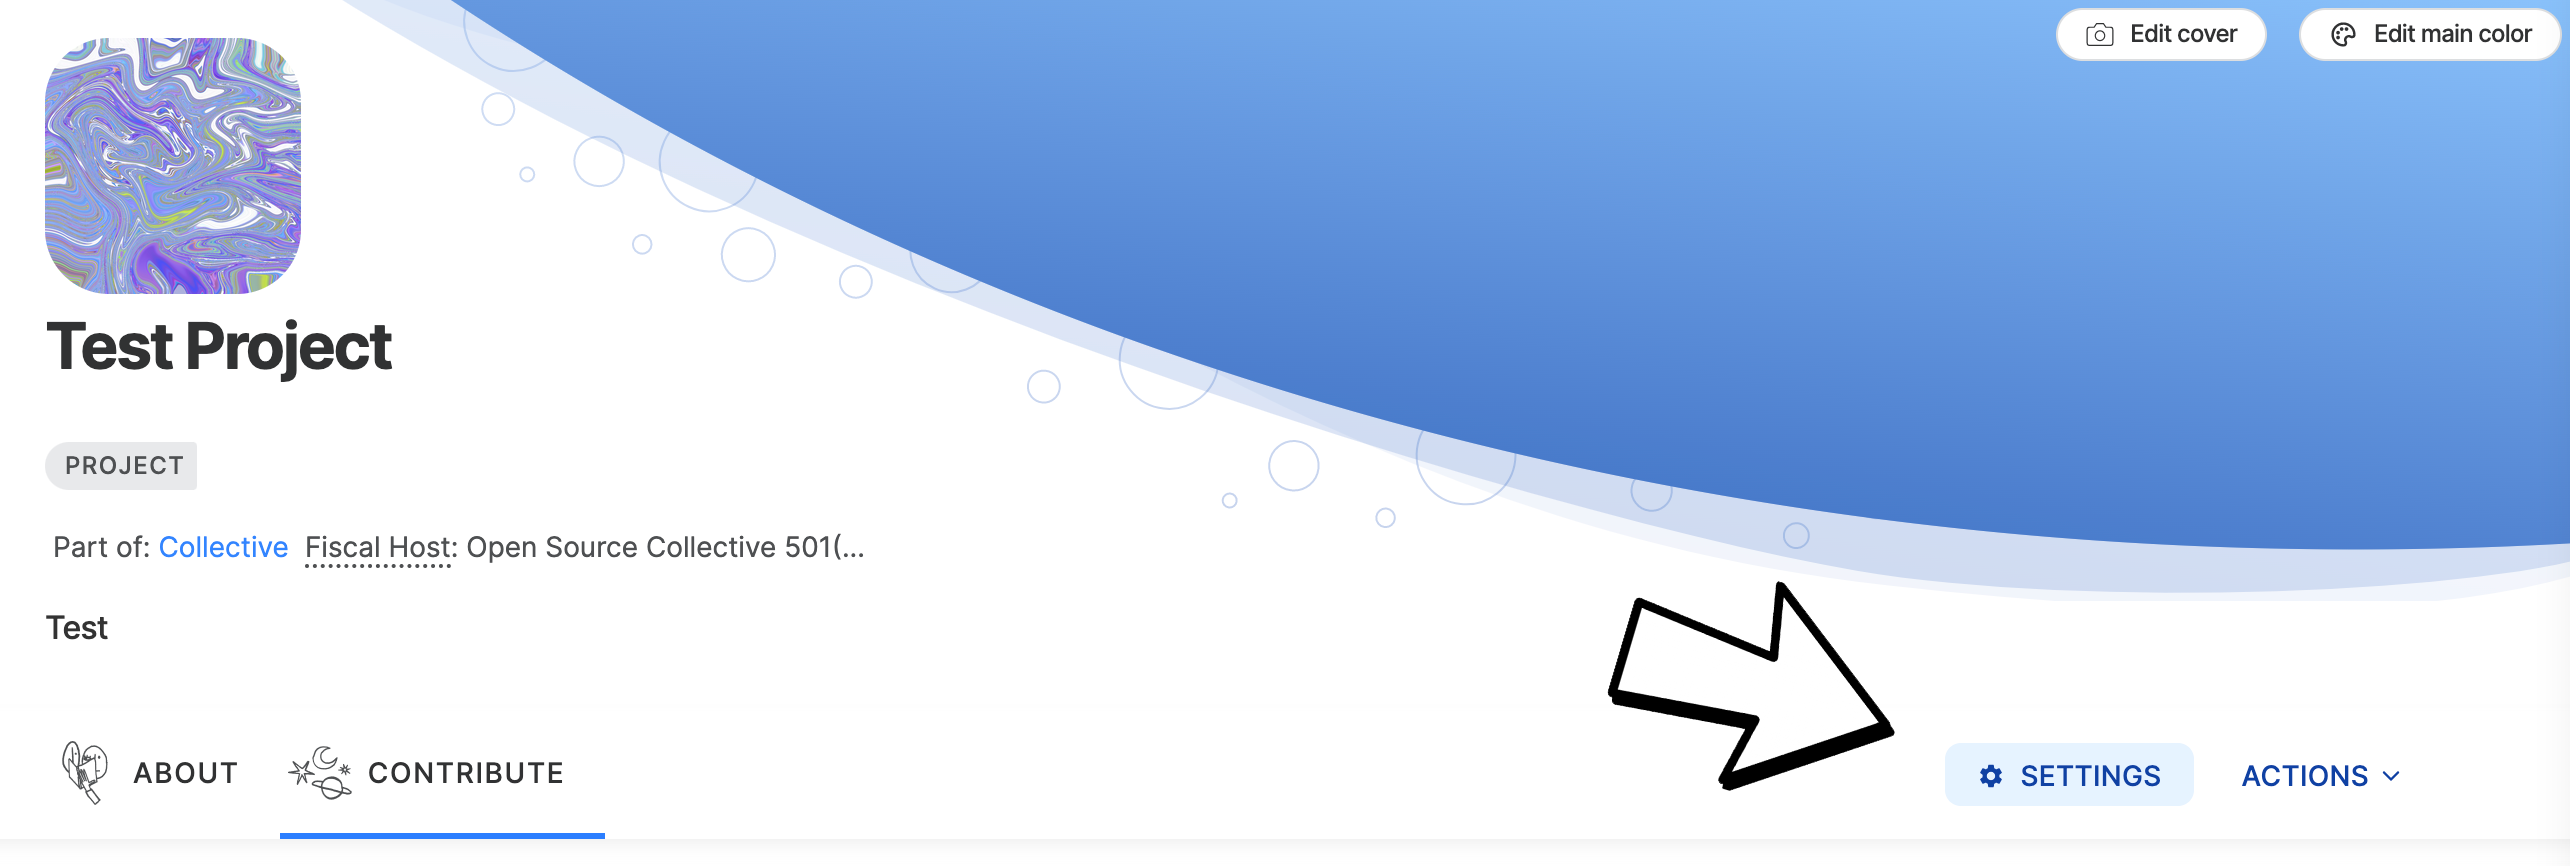 Edit cover
Edit main color
Test Project
PROJECT
Part of: Collective Fiscal Host: Open Source Collective 501(...
Test
ABOUT
CONTRIBUTE
SETTINGS
ACTIONS